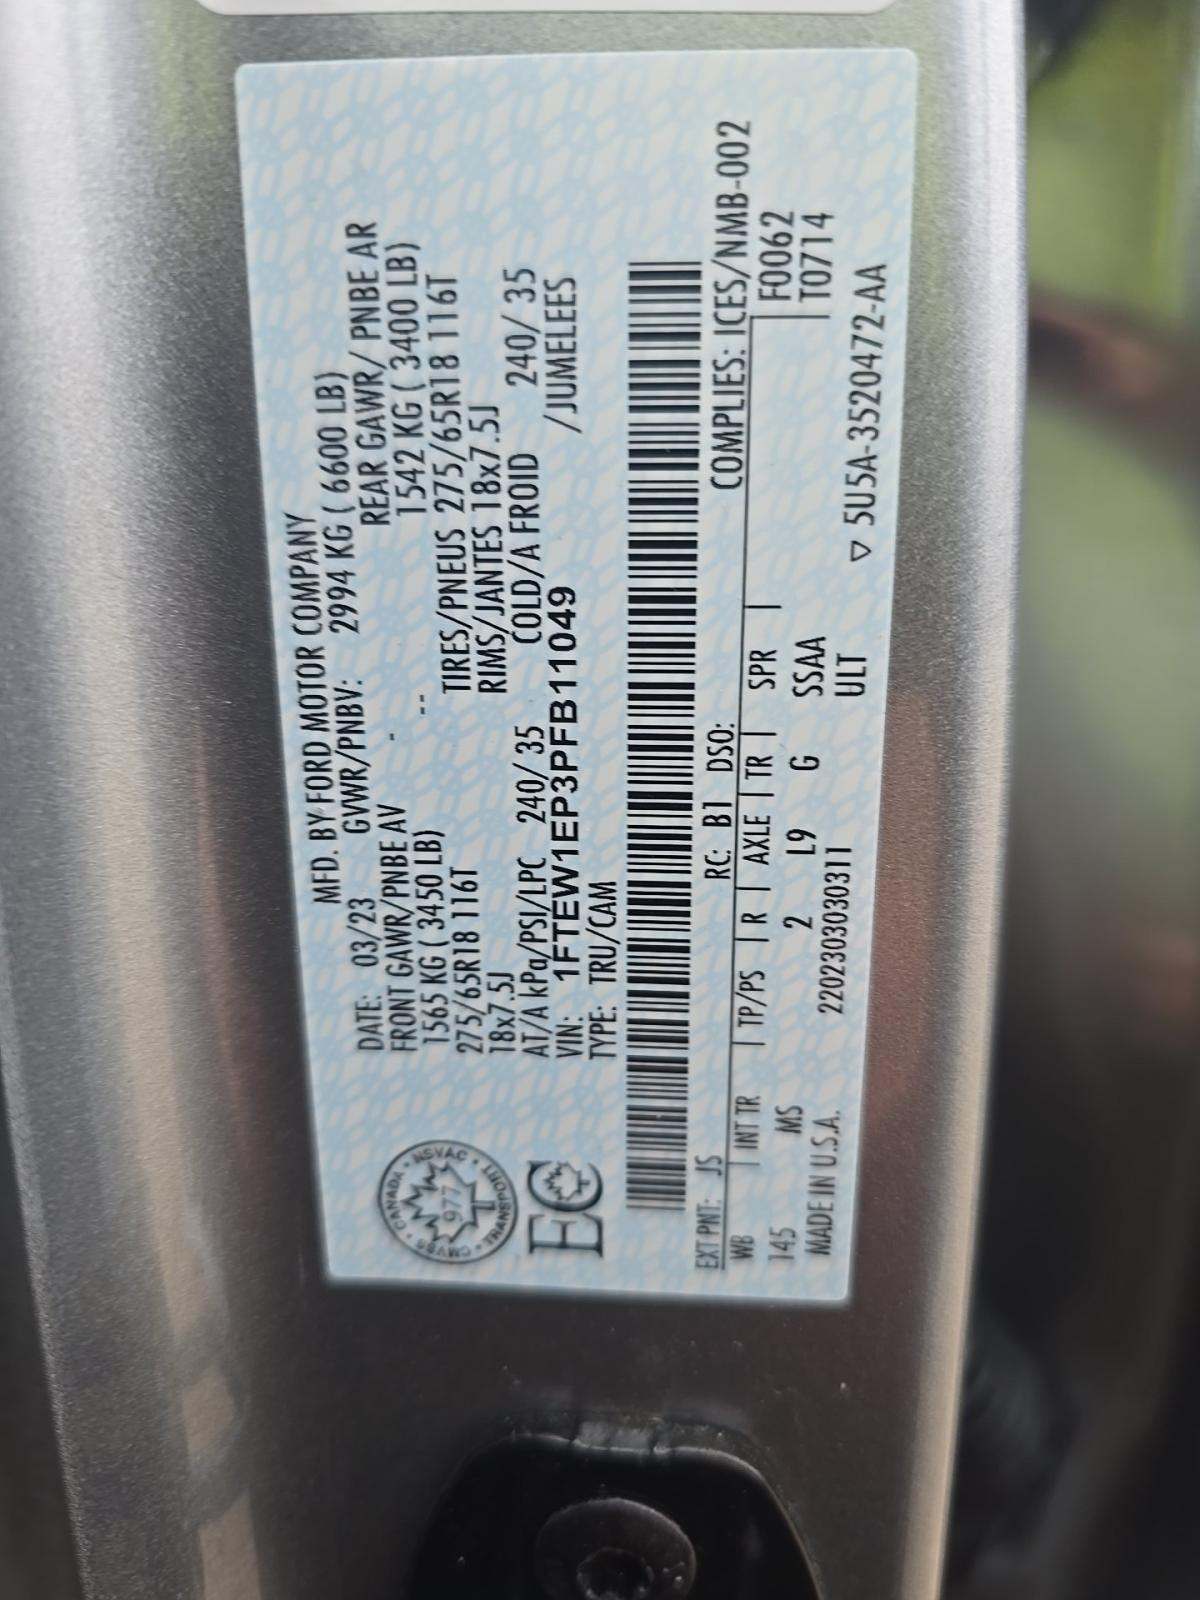 MFD. BY FORD MOTOR COMPANY
DATE: 03/23 GVWR/PNBV: 2994 KG ( 6600 LB)
FRONT GAWR/PNBE AV - REAR GAWR/ PNBE AR
1565 KG ( 3450 LB) -- 1542 KG ( 3400 LB)
275/65R18 116T TIRES/PNEUS 275/65R18 116T
18x7.5J RIMS/JANTES 18x7.5J
AT/A kPa/PSI/LPC 240/ 35 COLD/A FROID 240/ 35
VIN: 1FTEW1EP3PFB11049 /JUMELEES
TYPE: TRU/CAM
CANADA · NSVAC · TRANSPORT · CMVSS
977
EC
EXT PNT: JS RC: B1 DSO: COMPLIES: ICES/NMB-002
WB INT TR TP/PS R AXLE TR SPR F0062
145 MS 2 L9 G SSAA T0714
ULT
MADE IN U.S.A. 220230303011
▽ 5U5A-3520472-AA